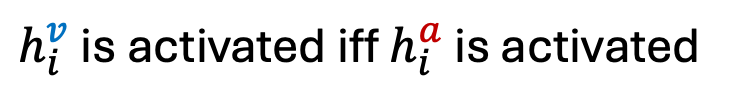 $h_i^v$ is activated iff $h_i^a$ is activated